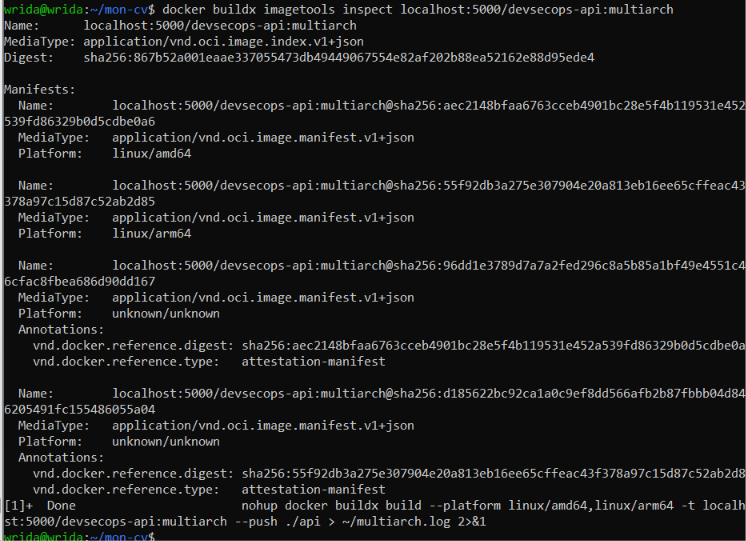 wrida@wrida:~/mon-cv$ docker buildx imagetools inspect localhost:5000/devsecops-api:multiarch
Name:      localhost:5000/devsecops-api:multiarch
MediaType: application/vnd.oci.image.index.v1+json
Digest:    sha256:867b52a001eaae337055473db49449067554e82af202b88ea52162e88d95ede4

Manifests:
  Name:        localhost:5000/devsecops-api:multiarch@sha256:aec2148bfaa6763cceb4901bc28e5f4b119531e452
539fd86329b0d5cdbe0a6
  MediaType:   application/vnd.oci.image.manifest.v1+json
  Platform:    linux/amd64

  Name:        localhost:5000/devsecops-api:multiarch@sha256:55f92db3a275e307904e20a813eb16ee65cffeac43
378a97c15d87c52ab2d85
  MediaType:   application/vnd.oci.image.manifest.v1+json
  Platform:    linux/arm64

  Name:        localhost:5000/devsecops-api:multiarch@sha256:96dd1e3789d7a7a2fed296c8a5b85a1bf49e4551c4
6cfac8fbea686d90dd167
  MediaType:   application/vnd.oci.image.manifest.v1+json
  Platform:    unknown/unknown
  Annotations:
    vnd.docker.reference.digest: sha256:aec2148bfaa6763cceb4901bc28e5f4b119531e452a539fd86329b0d5cdbe0a
    vnd.docker.reference.type:   attestation-manifest

  Name:        localhost:5000/devsecops-api:multiarch@sha256:d185622bc92ca1a0c9ef8dd566afb2b87fbbb04d84
6205491fc155486055a04
  MediaType:   application/vnd.oci.image.manifest.v1+json
  Platform:    unknown/unknown
  Annotations:
    vnd.docker.reference.digest: sha256:55f92db3a275e307904e20a813eb16ee65cffeac43f378a97c15d87c52ab2d8
    vnd.docker.reference.type:   attestation-manifest
[1]+  Done                    nohup docker buildx build --platform linux/amd64,linux/arm64 -t localh
st:5000/devsecops-api:multiarch --push ./api > ~/multiarch.log 2>&1
wrida@wrida:~/mon-cv$